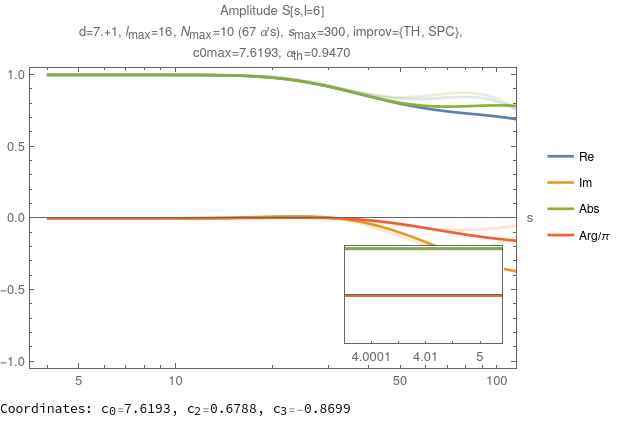 Amplitude S[s,l=6]
d=7.+1, lmax=16, Nmax=10 (67 α's), smax=300, improv={TH, SPC},
c0max=7.6193, αth=0.9470
1.0
0.5
0.0
-0.5
-1.0
5
10
50
100
s
4.0001
4.01
5
Re
Im
Abs
Arg/π
Coordinates: c0=7.6193, c2=0.6788, c3=-0.8699